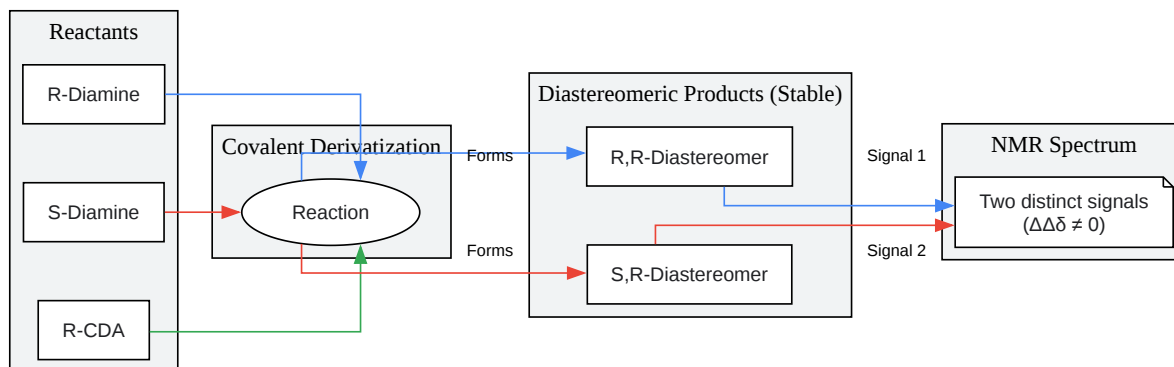 Reactants
R-Diamine
S-Diamine
R-CDA
Covalent Derivatization
Reaction
Forms
Forms
Diastereomeric Products (Stable)
R,R-Diastereomer
S,R-Diastereomer
Signal 1
Signal 2
NMR Spectrum
Two distinct signals
(ΔΔδ ≠ 0)